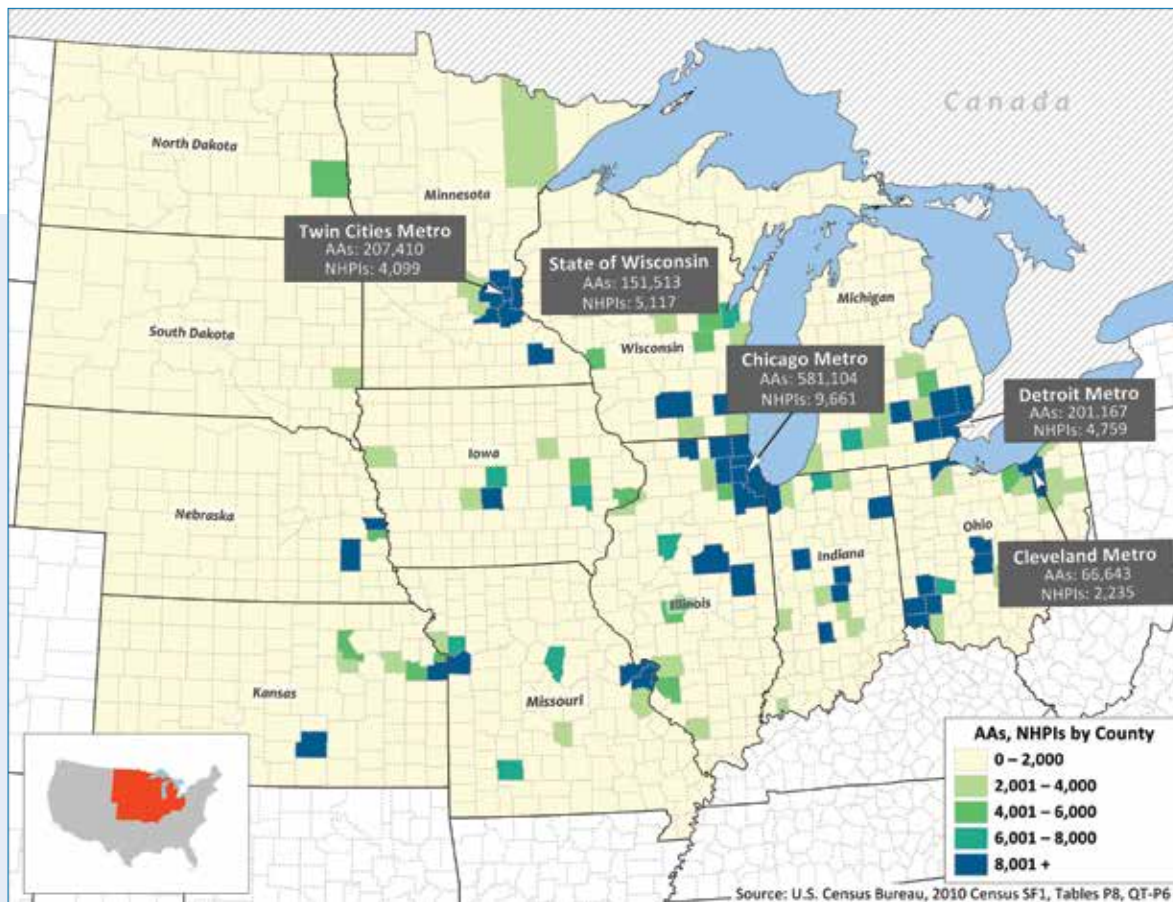 Canada
North Dakota
Minnesota
Twin Cities Metro
AAs: 207,410
NHPIs: 4,099
State of Wisconsin
AAs: 151,513
NHPIs: 5,117
Michigan
South Dakota
Wisconsin
Chicago Metro
AAs: 581,104
NHPIs: 9,661
Detroit Metro
AAs: 201,167
NHPIs: 4,759
Iowa
Nebraska
Ohio
Indiana
Cleveland Metro
AAs: 66,643
NHPIs: 2,235
Illinois
Kansas
Missouri
AAs, NHPIs by County
0 – 2,000
2,001 – 4,000
4,001 – 6,000
6,001 – 8,000
8,001 +
Source: U.S. Census Bureau, 2010 Census SF1, Tables P8, QT-P6